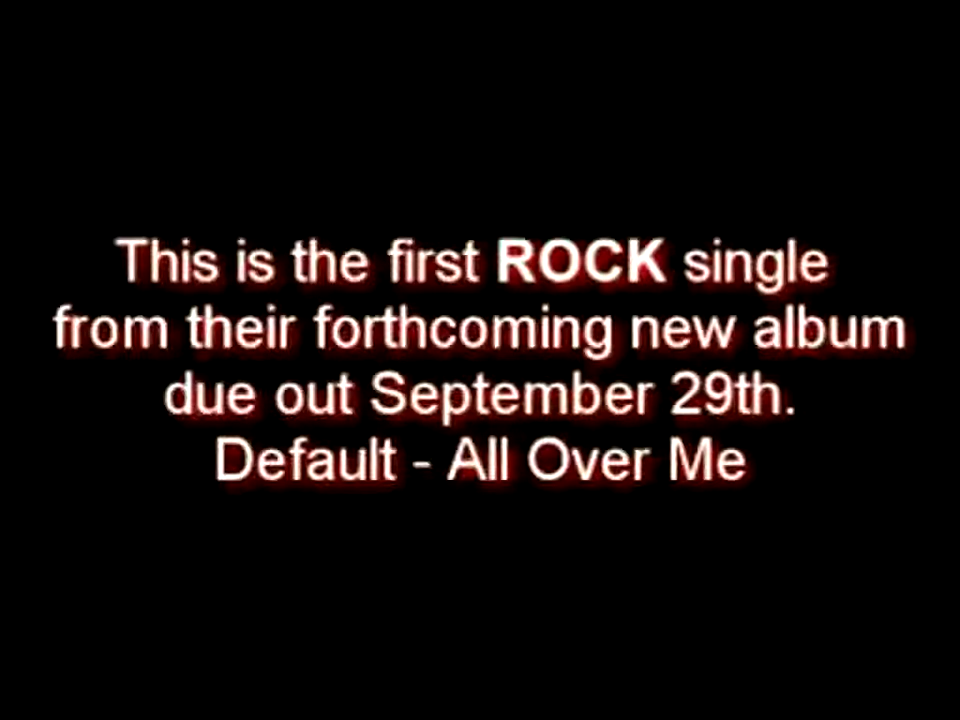 This is the first ROCK single
from their forthcoming new album
due out September 29th.
Default - All Over Me